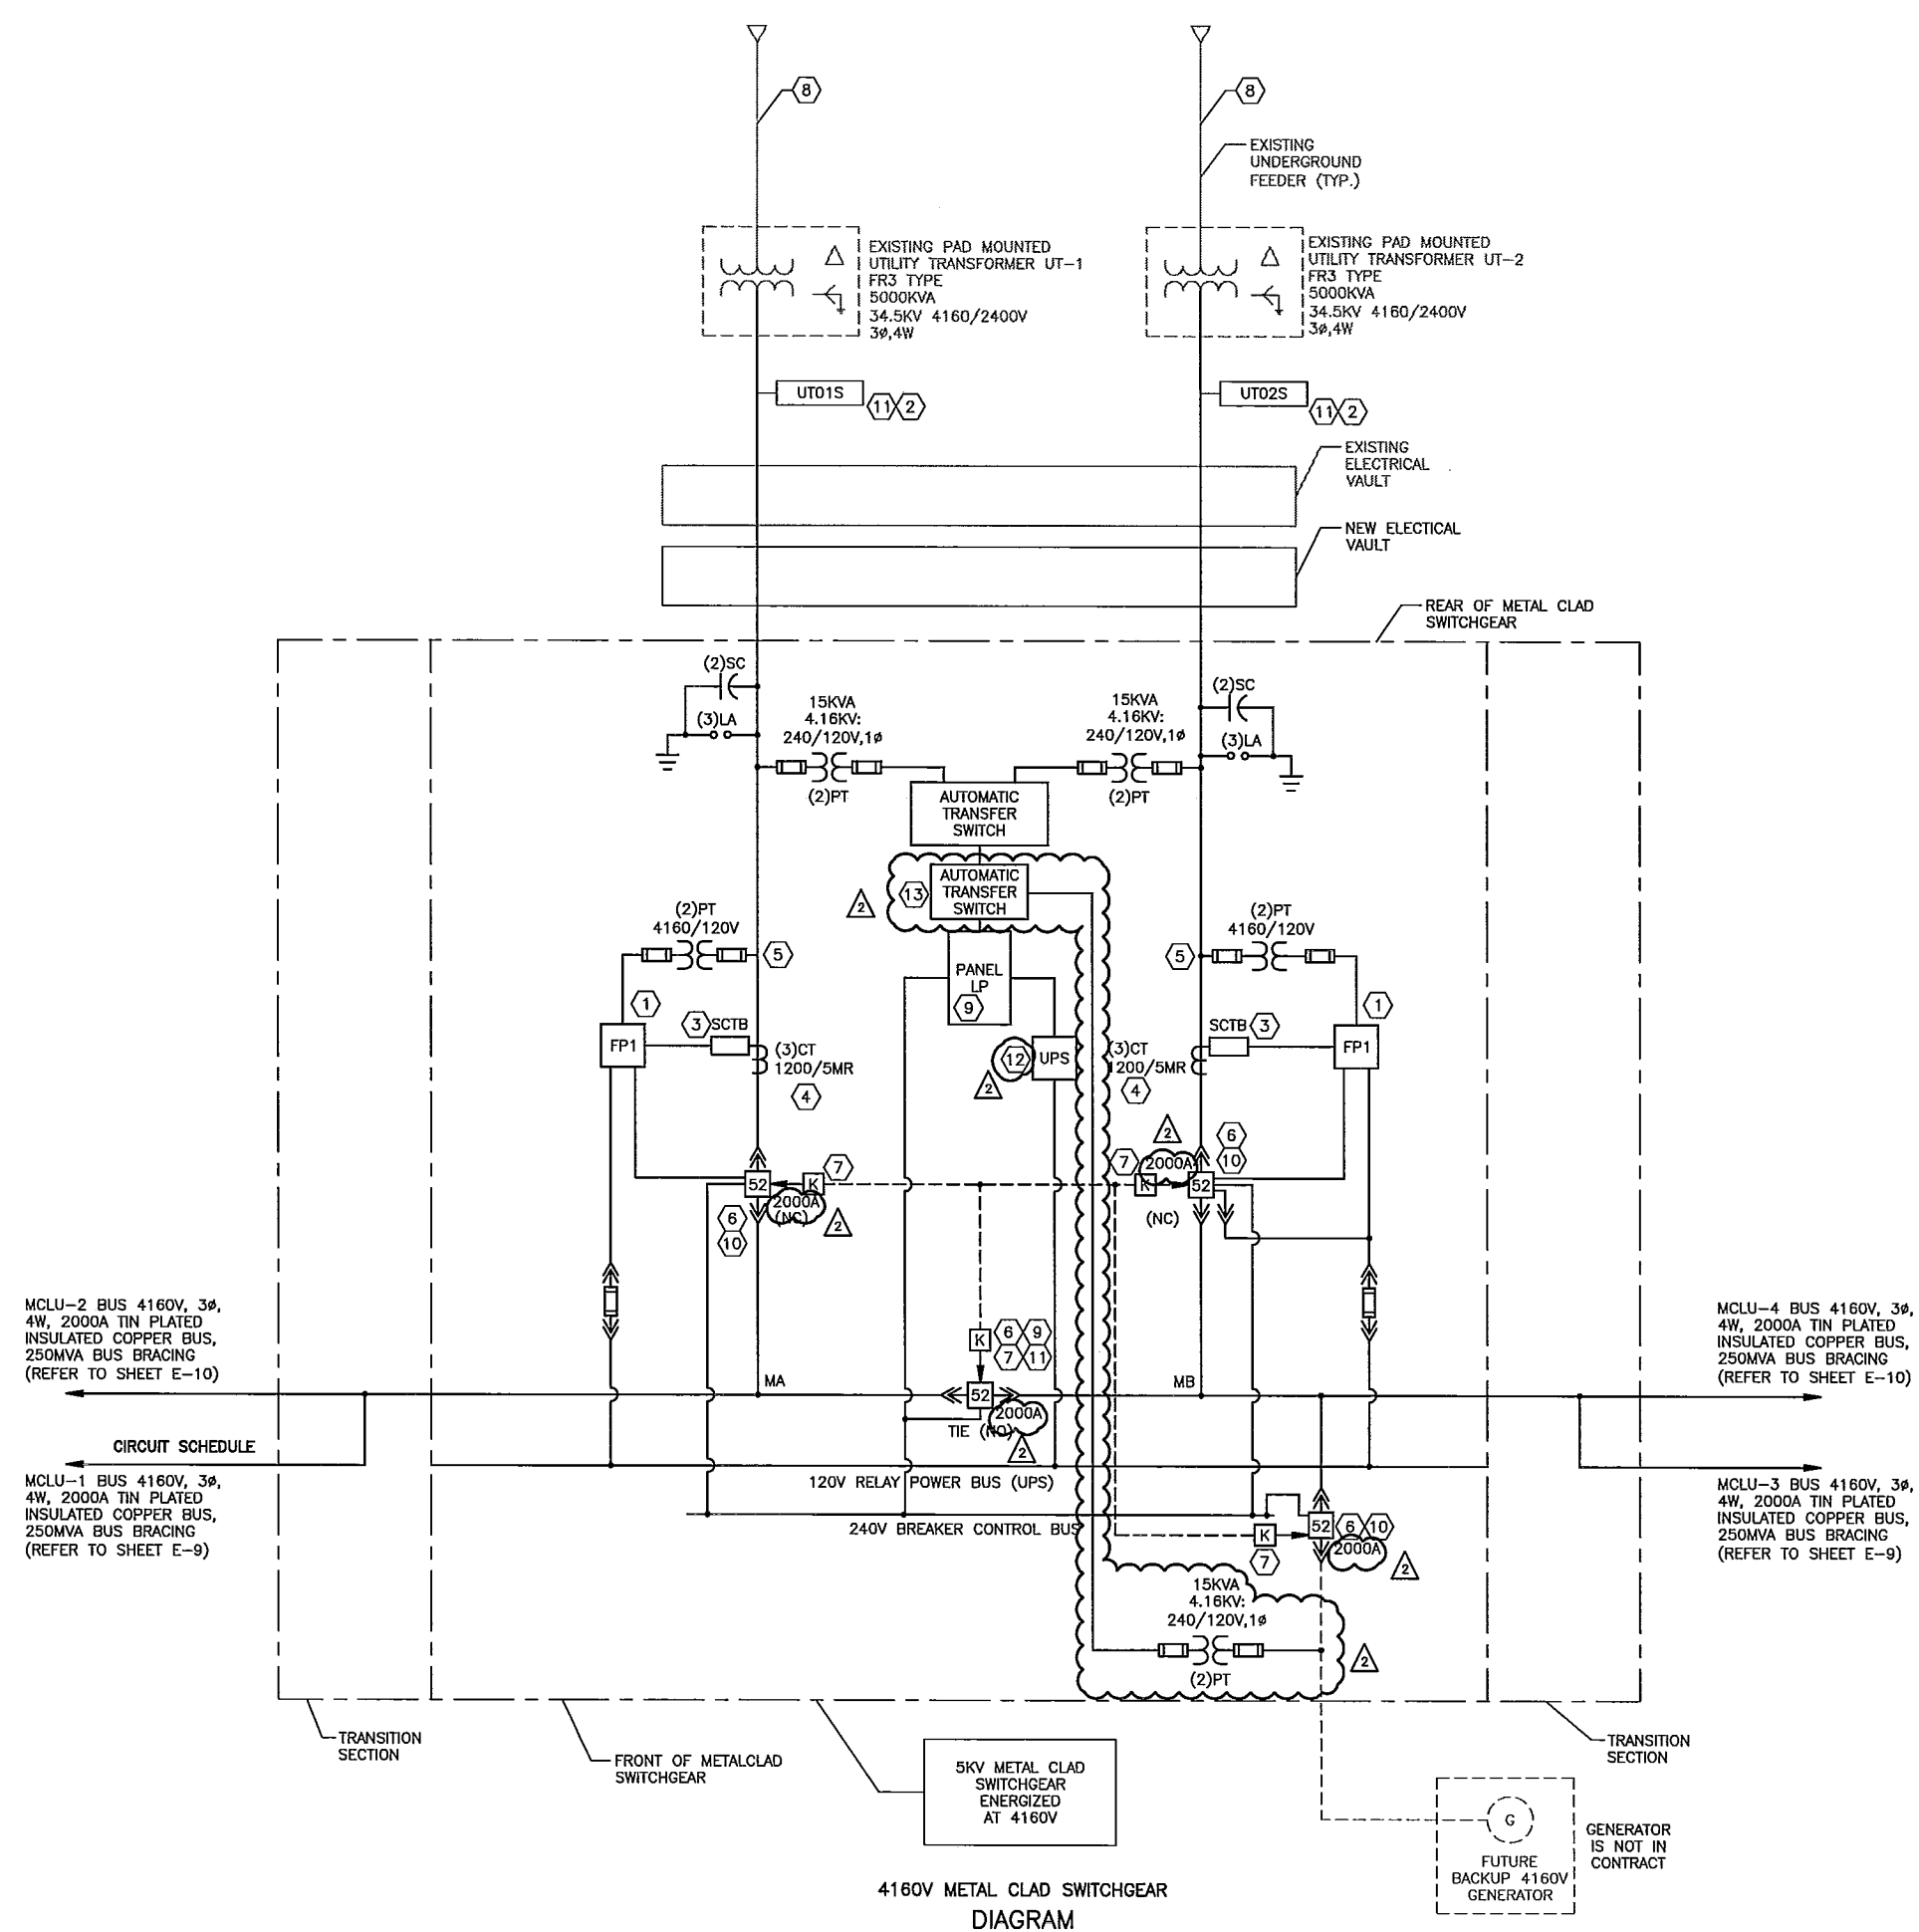 8
8
EXISTING
UNDERGROUND
FEEDER (TYP.)
EXISTING PAD MOUNTED
UTILITY TRANSFORMER UT-1
FR3 TYPE
5000KVA
34.5KV 4160/2400V
3ø,4W
EXISTING PAD MOUNTED
UTILITY TRANSFORMER UT-2
FR3 TYPE
5000KVA
34.5KV 4160/2400V
3ø,4W
UT01S
11 2
UT02S
11 2
EXISTING
ELECTRICAL
VAULT
NEW ELECTICAL
VAULT
REAR OF METAL CLAD
SWITCHGEAR
(2)SC
(3)LA
15KVA
4.16KV:
240/120V,1ø
(2)PT
15KVA
4.16KV:
240/120V,1ø
(2)PT
(2)SC
(3)LA
AUTOMATIC
TRANSFER
SWITCH
13
AUTOMATIC
TRANSFER
SWITCH
2
(2)PT
4160/120V
5
(2)PT
4160/120V
5
PANEL
LP
9
1
FP1
3
SCTB
(3)CT
1200/5MR
4
12
UPS
2
(3)CT
1200/5MR
4
SCTB
3
1
FP1
52
K
7
2000A
(NC)
2
6
10
7
K
2000A
2
52
6
10
(NC)
K
6 9
7 11
52
2000A
TIE (NO)
2
MA
MB
MCLU-2 BUS 4160V, 3ø,
4W, 2000A TIN PLATED
INSULATED COPPER BUS,
250MVA BUS BRACING
(REFER TO SHEET E-10)
CIRCUIT SCHEDULE
MCLU-1 BUS 4160V, 3ø,
4W, 2000A TIN PLATED
INSULATED COPPER BUS,
250MVA BUS BRACING
(REFER TO SHEET E-9)
MCLU-4 BUS 4160V, 3ø,
4W, 2000A TIN PLATED
INSULATED COPPER BUS,
250MVA BUS BRACING
(REFER TO SHEET E-10)
MCLU-3 BUS 4160V, 3ø,
4W, 2000A TIN PLATED
INSULATED COPPER BUS,
250MVA BUS BRACING
(REFER TO SHEET E-9)
120V RELAY POWER BUS (UPS)
240V BREAKER CONTROL BUS
K
7
52
6 10
2000A
2
15KVA
4.16KV:
240/120V,1ø
(2)PT
2
TRANSITION
SECTION
FRONT OF METALCLAD
SWITCHGEAR
5KV METAL CLAD
SWITCHGEAR
ENERGIZED
AT 4160V
TRANSITION
SECTION
G
FUTURE
BACKUP 4160V
GENERATOR
GENERATOR
IS NOT IN
CONTRACT
4160V METAL CLAD SWITCHGEAR
DIAGRAM